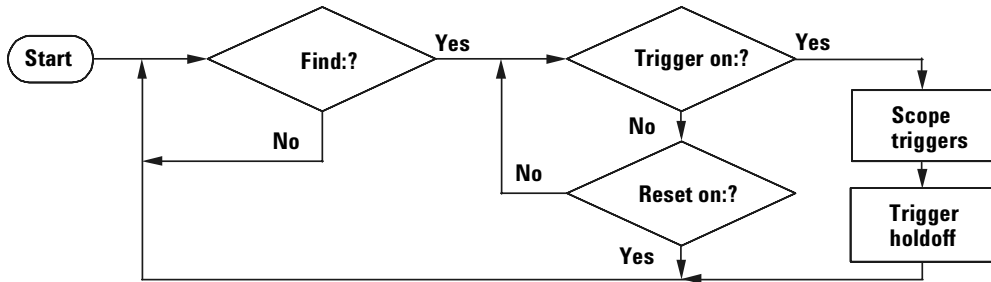 Start
Find:?
Yes
No
Trigger on:?
Yes
No
Scope
triggers
Reset on:?
No
Yes
Trigger
holdoff